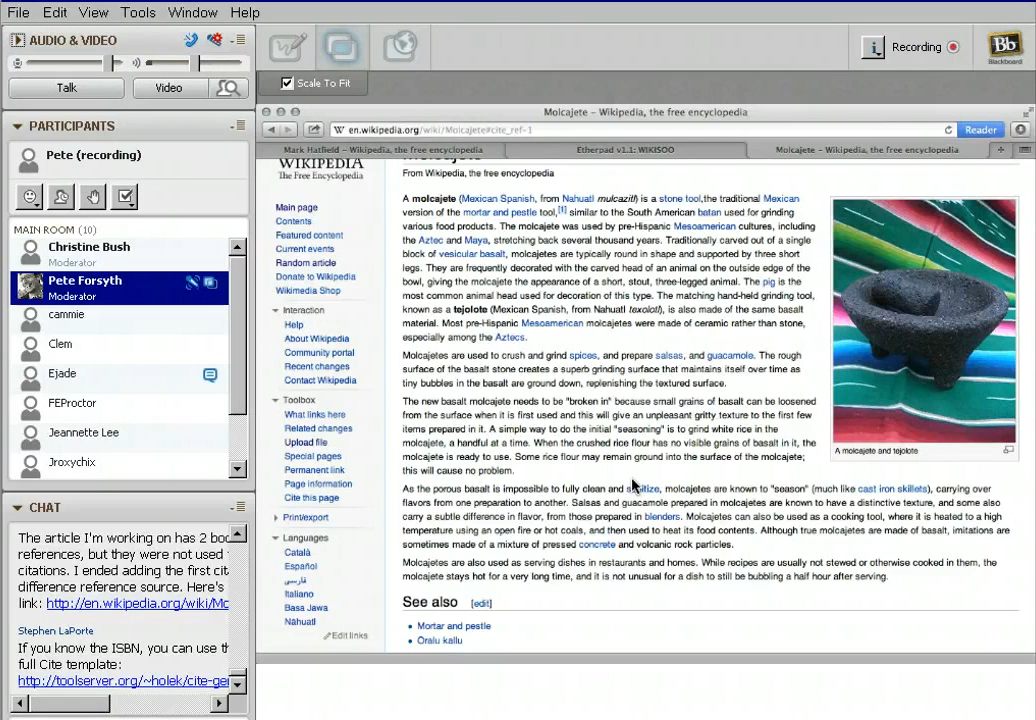 File Edit View Tools Window Help
AUDIO & VIDEO
Talk Video
PARTICIPANTS
Pete (recording)
MAIN ROOM (10)
Christine Bush
Moderator
Pete Forsyth
Moderator
cammie
Clem
Ejade
FEProctor
Jeannette Lee
Jroxychix
CHAT
The article I'm working on has 2 boo
references, but they were not used
citations. I ended adding the first cit
difference reference source. Here's
link: http://en.wikipedia.org/wiki/Mo
Stephen LaPorte
If you know the ISBN, you can use t
full Cite template:
http://toolserver.org/~holek/cite-ger
Recording
Bb
Blackboard
Scale To Fit
Molcajete – Wikipedia, the free encyclopedia
W en.wikipedia.org/wiki/Molcajete#cite_ref-1
Reader
Mark Hatfield – Wikipedia, the free encyclopedia
Etherpad v1.1: WIKISOO
Molcajete – Wikipedia, the free encyclopedia
WIKIPEDIA
The Free Encyclopedia
Main page
Contents
Featured content
Current events
Random article
Donate to Wikipedia
Wikimedia Shop
Interaction
Help
About Wikipedia
Community portal
Recent changes
Contact Wikipedia
Toolbox
What links here
Related changes
Upload file
Special pages
Permanent link
Page information
Cite this page
Print/export
Languages
Català
Español
فارسی
Italiano
Basa Jawa
Nāhuatl
Edit links
Molcajete
From Wikipedia, the free encyclopedia
A molcajete (Mexican Spanish, from Nahuatl mulcazitl) is a stone tool,the traditional Mexican
version of the mortar and pestle tool,[1] similar to the South American batan used for grinding
various food products. The molcajete was used by pre-Hispanic Mesoamerican cultures, including
the Aztec and Maya, stretching back several thousand years. Traditionally carved out of a single
block of vesicular basalt, molcajetes are typically round in shape and supported by three short
legs. They are frequently decorated with the carved head of an animal on the outside edge of the
bowl, giving the molcajete the appearance of a short, stout, three-legged animal. The pig is the
most common animal head used for decoration of this type. The matching hand-held grinding tool,
known as a tejolote (Mexican Spanish, from Nahuatl texolotl), is also made of the same basalt
material. Most pre-Hispanic Mesoamerican molcajetes were made of ceramic rather than stone,
especially among the Aztecs.
Molcajetes are used to crush and grind spices, and prepare salsas, and guacamole. The rough
surface of the basalt stone creates a superb grinding surface that maintains itself over time as
tiny bubbles in the basalt are ground down, replenishing the textured surface.
The new basalt molcajete needs to be "broken in" because small grains of basalt can be loosened
from the surface when it is first used and this will give an unpleasant gritty texture to the first few
items prepared in it. A simple way to do the initial "seasoning" is to grind white rice in the
molcajete, a handful at a time. When the crushed rice flour has no visible grains of basalt in it, the
molcajete is ready to use. Some rice flour may remain ground into the surface of the molcajete;
this will cause no problem.
As the porous basalt is impossible to fully clean and sanitize, molcajetes are known to "season" (much like cast iron skillets), carrying over
flavors from one preparation to another. Salsas and guacamole prepared in molcajetes are known to have a distinctive texture, and some also
carry a subtle difference in flavor, from those prepared in blenders. Molcajetes can also be used as a cooking tool, where it is heated to a high
temperature using an open fire or hot coals, and then used to heat its food contents. Although true molcajetes are made of basalt, imitations are
sometimes made of a mixture of pressed concrete and volcanic rock particles.
Molcajetes are also used as serving dishes in restaurants and homes. While recipes are usually not stewed or otherwise cooked in them, the
molcajete stays hot for a very long time, and it is not unusual for a dish to still be bubbling a half hour after serving.
See also [edit]
Mortar and pestle
Oralu kallu
A molcajete and tejolote